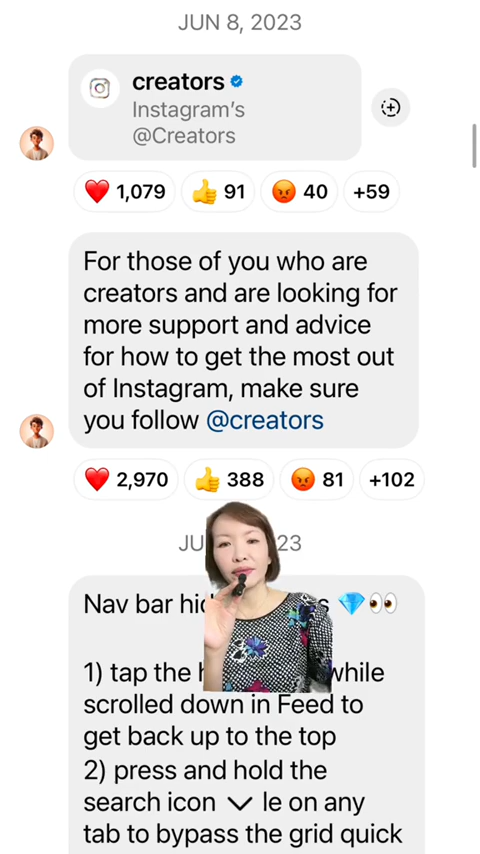 JUN 8, 2023
creators
Instagram's
@Creators
❤️ 1,079 👍 91 😡 40 +59
For those of you who are
creators and are looking for
more support and advice
for how to get the most out
of Instagram, make sure
you follow @creators
❤️ 2,970 👍 388 😡 81 +102
23
Nav bar 💎👀
1) tap the while
scrolled down in Feed to
get back up to the top
2) press and hold the
search icon le on any
tab to bypass the grid quick